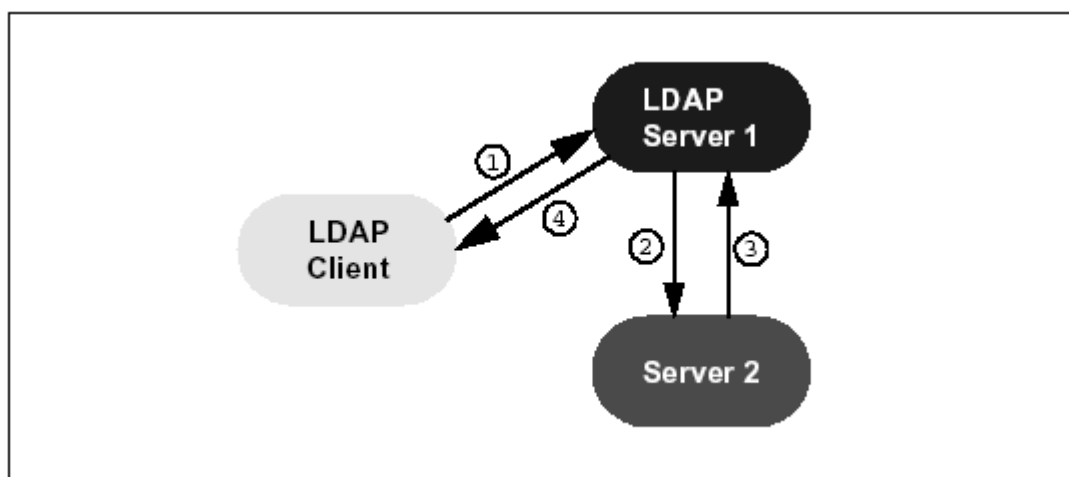 LDAP
Server 1
1
4
LDAP
Client
2
3
Server 2